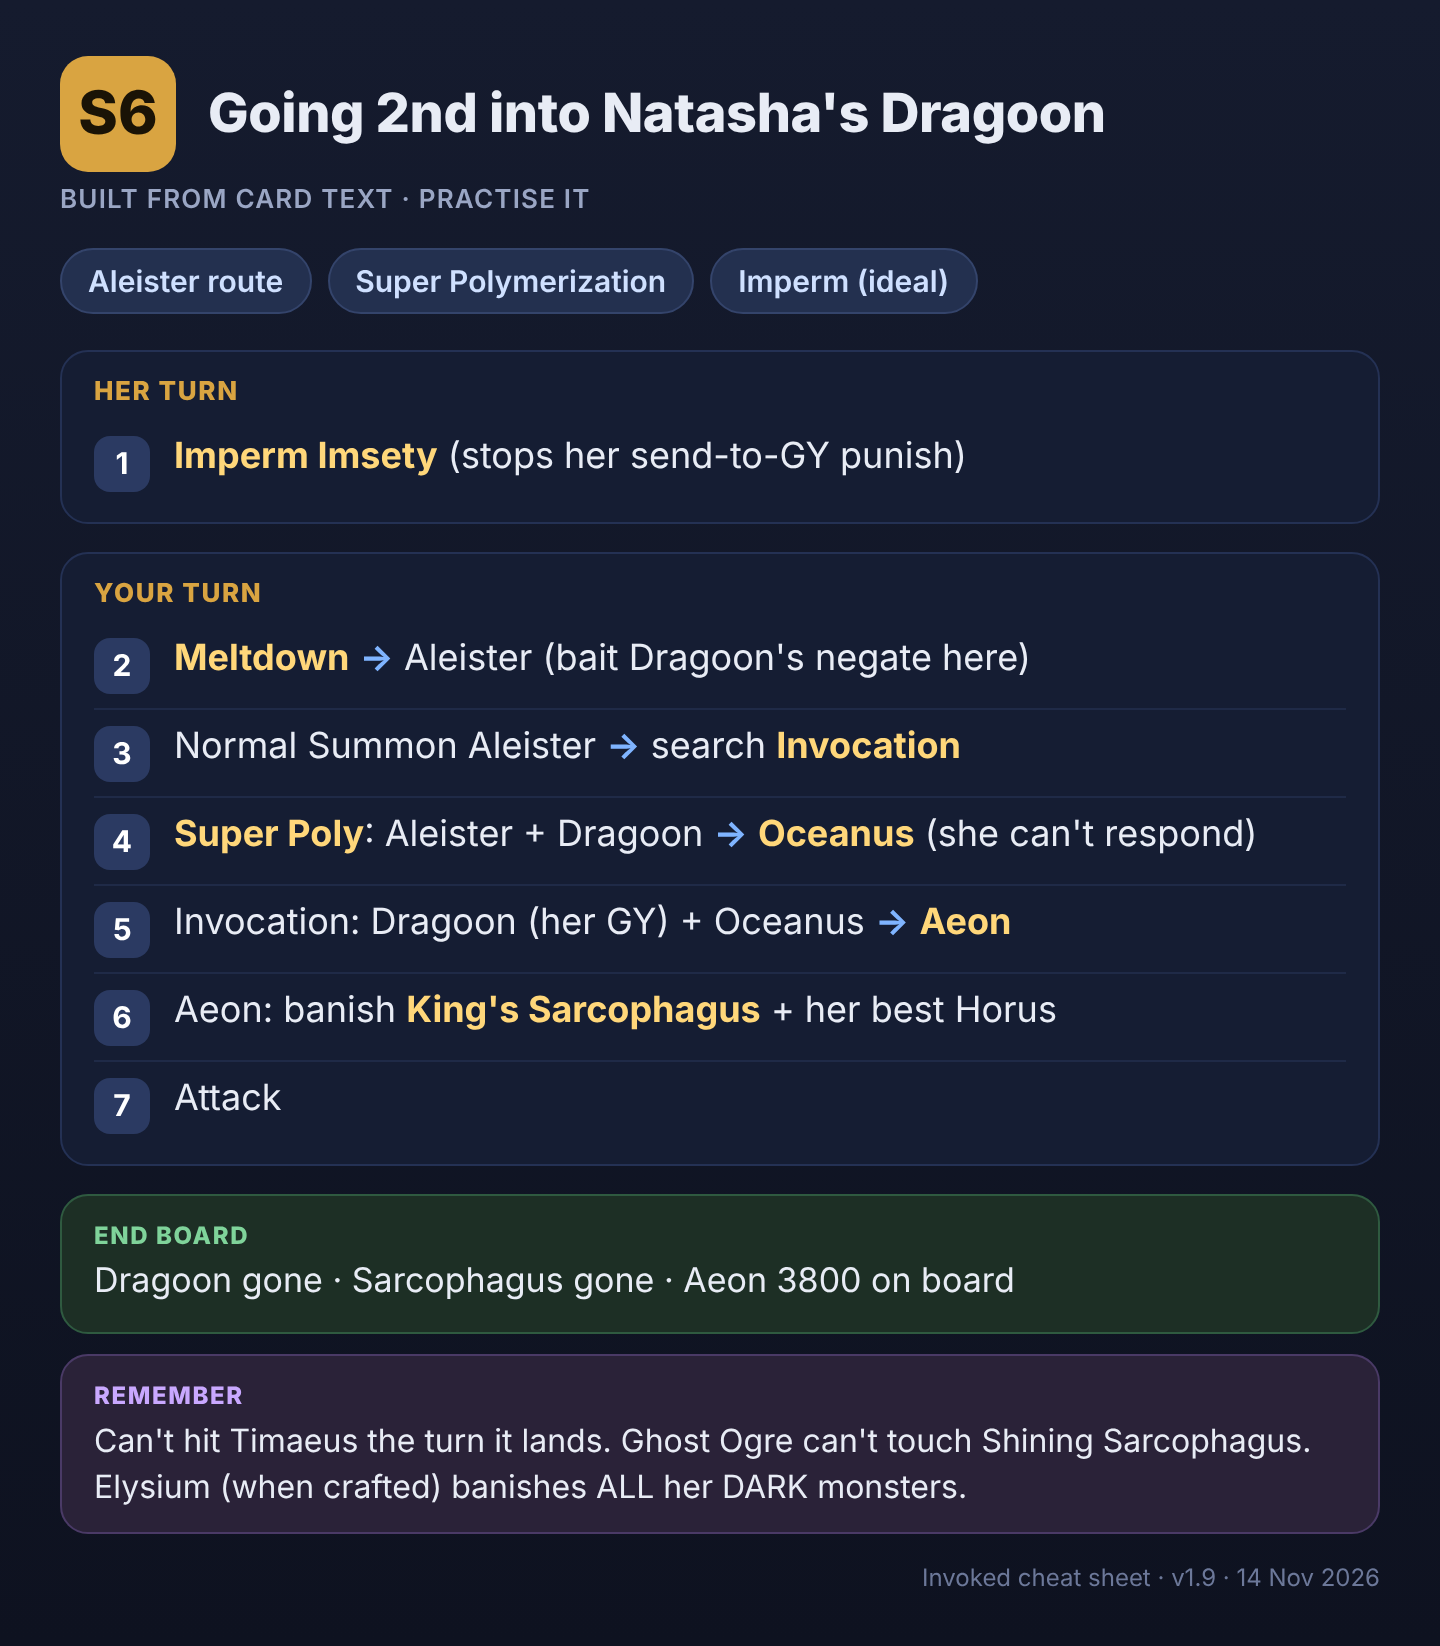 S6
Going 2nd into Natasha's Dragoon
BUILT FROM CARD TEXT · PRACTISE IT
Aleister route
Super Polymerization
Imperm (ideal)
HER TURN
1 Imperm Imsety (stops her send-to-GY punish)
YOUR TURN
2 Meltdown → Aleister (bait Dragoon's negate here)
3 Normal Summon Aleister → search Invocation
4 Super Poly: Aleister + Dragoon → Oceanus (she can't respond)
5 Invocation: Dragoon (her GY) + Oceanus → Aeon
6 Aeon: banish King's Sarcophagus + her best Horus
7 Attack
END BOARD
Dragoon gone · Sarcophagus gone · Aeon 3800 on board
REMEMBER
Can't hit Timaeus the turn it lands. Ghost Ogre can't touch Shining Sarcophagus.
Elysium (when crafted) banishes ALL her DARK monsters.
Invoked cheat sheet · v1.9 · 14 Nov 2026